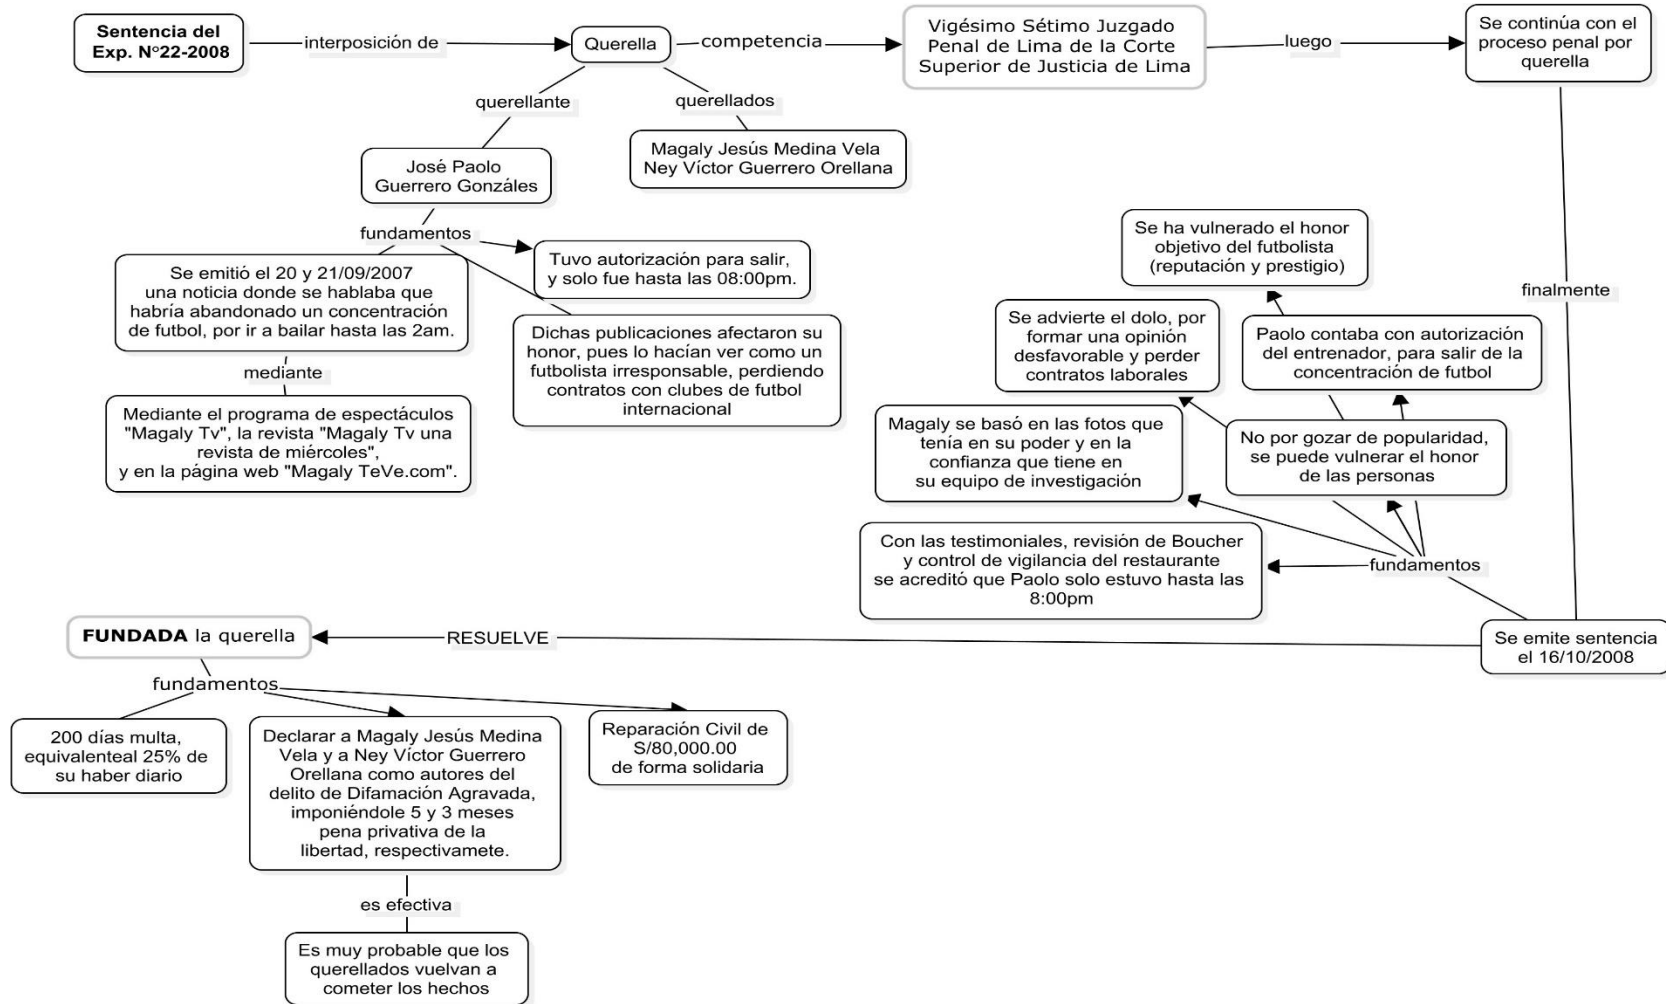 Sentencia del
Exp. N°22-2008
interposición de
Querella
competencia
Vigésimo Sétimo Juzgado
Penal de Lima de la Corte
Superior de Justicia de Lima
luego
Se continúa con el
proceso penal por
querella
querellante
querellados
José Paolo
Guerrero Gonzáles
Magaly Jesús Medina Vela
Ney Víctor Guerrero Orellana
fundamentos
Se emitió el 20 y 21/09/2007
una noticia donde se hablaba que
habría abandonado un concentración
de futbol, por ir a bailar hasta las 2am.
Tuvo autorización para salir,
y solo fue hasta las 08:00pm.
Dichas publicaciones afectaron su
honor, pues lo hacían ver como un
futbolista irresponsable, perdiendo
contratos con clubes de futbol
internacional
mediante
Mediante el programa de espectáculos
"Magaly Tv", la revista "Magaly Tv una
revista de miércoles",
y en la página web "Magaly TeVe.com".
finalmente
Se ha vulnerado el honor
objetivo del futbolista
(reputación y prestigio)
Se advierte el dolo, por
formar una opinión
desfavorable y perder
contratos laborales
Paolo contaba con autorización
del entrenador, para salir de la
concentración de futbol
Magaly se basó en las fotos que
tenía en su poder y en la
confianza que tiene en
su equipo de investigación
No por gozar de popularidad,
se puede vulnerar el honor
de las personas
Con las testimoniales, revisión de Boucher
y control de vigilancia del restaurante
se acreditó que Paolo solo estuvo hasta las
8:00pm
fundamentos
Se emite sentencia
el 16/10/2008
RESUELVE
FUNDADA la querella
fundamentos
200 días multa,
equivalenteal 25% de
su haber diario
Declarar a Magaly Jesús Medina
Vela y a Ney Víctor Guerrero
Orellana como autores del
delito de Difamación Agravada,
imponiéndole 5 y 3 meses
pena privativa de la
libertad, respectivamete.
Reparación Civil de
S/80,000.00
de forma solidaria
es efectiva
Es muy probable que los
querellados vuelvan a
cometer los hechos